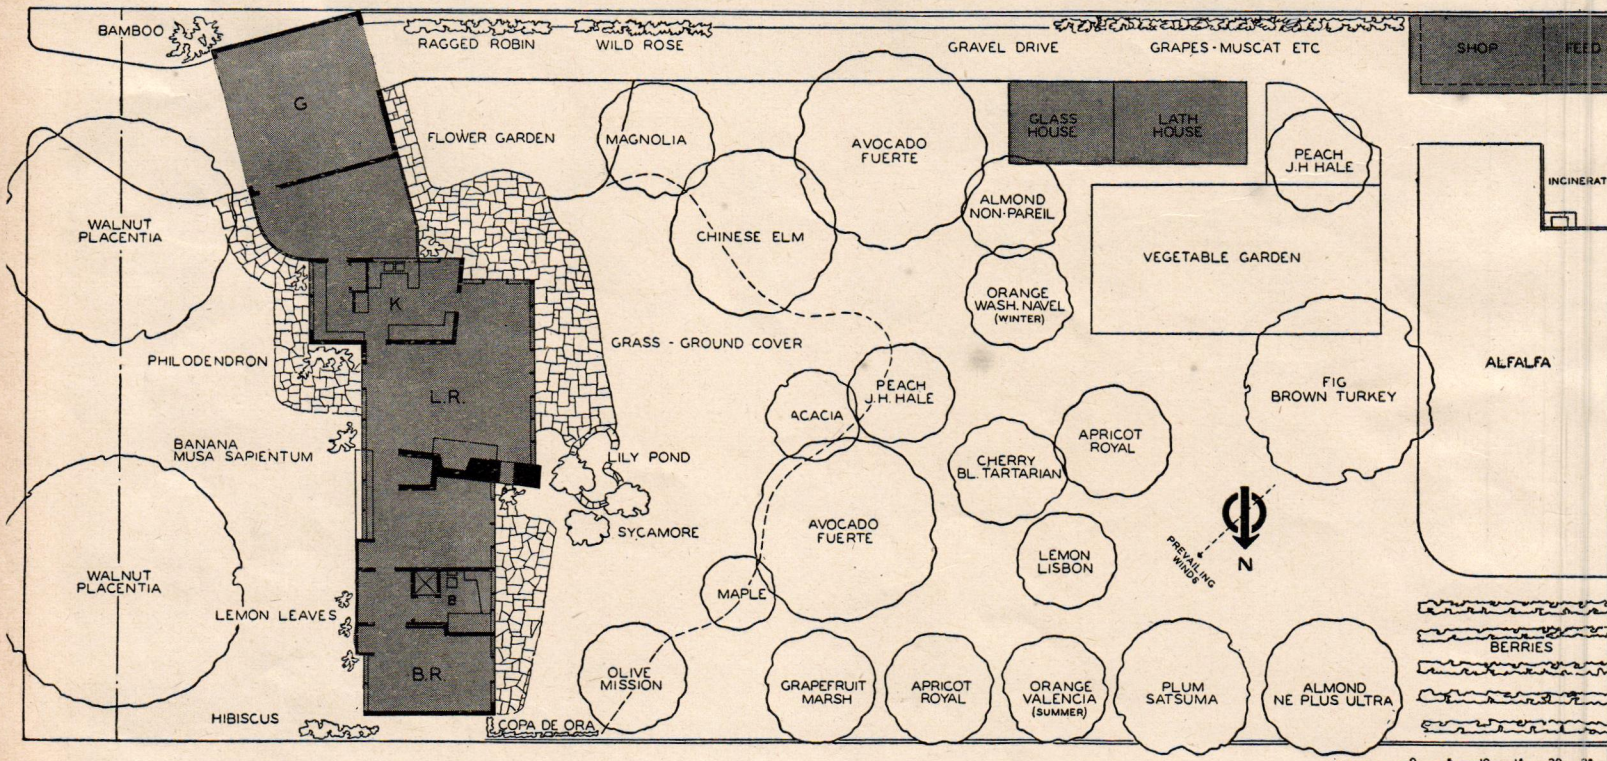 BAMBOO
RAGGED ROBIN
WILD ROSE
GRAVEL DRIVE
GRAPES - MUSCAT ETC
SHOP
FEED
G
FLOWER GARDEN
MAGNOLIA
AVOCADO
FUERTE
GLASS
HOUSE
LATH
HOUSE
PEACH
J.H. HALE
INCINERAT
WALNUT
PLACENTIA
CHINESE ELM
ALMOND
NON-PAREIL
VEGETABLE GARDEN
K
ORANGE
WASH. NAVEL
(WINTER)
PHILODENDRON
GRASS - GROUND COVER
L.R.
ACACIA
PEACH
J.H. HALE
FIG
BROWN TURKEY
ALFALFA
BANANA
MUSA SAPIENTUM
LILY POND
CHERRY
BL. TARTARIAN
APRICOT
ROYAL
SYCAMORE
AVOCADO
FUERTE
PREVAILING
WINDS
N
WALNUT
PLACENTIA
LEMON
LISBON
B
MAPLE
LEMON LEAVES
BERRIES
B.R.
OLIVE
MISSION
GRAPEFRUIT
MARSH
APRICOT
ROYAL
ORANGE
VALENCIA
(SUMMER)
PLUM
SATSUMA
ALMOND
NE PLUS ULTRA
HIBISCUS
COPA DE ORA